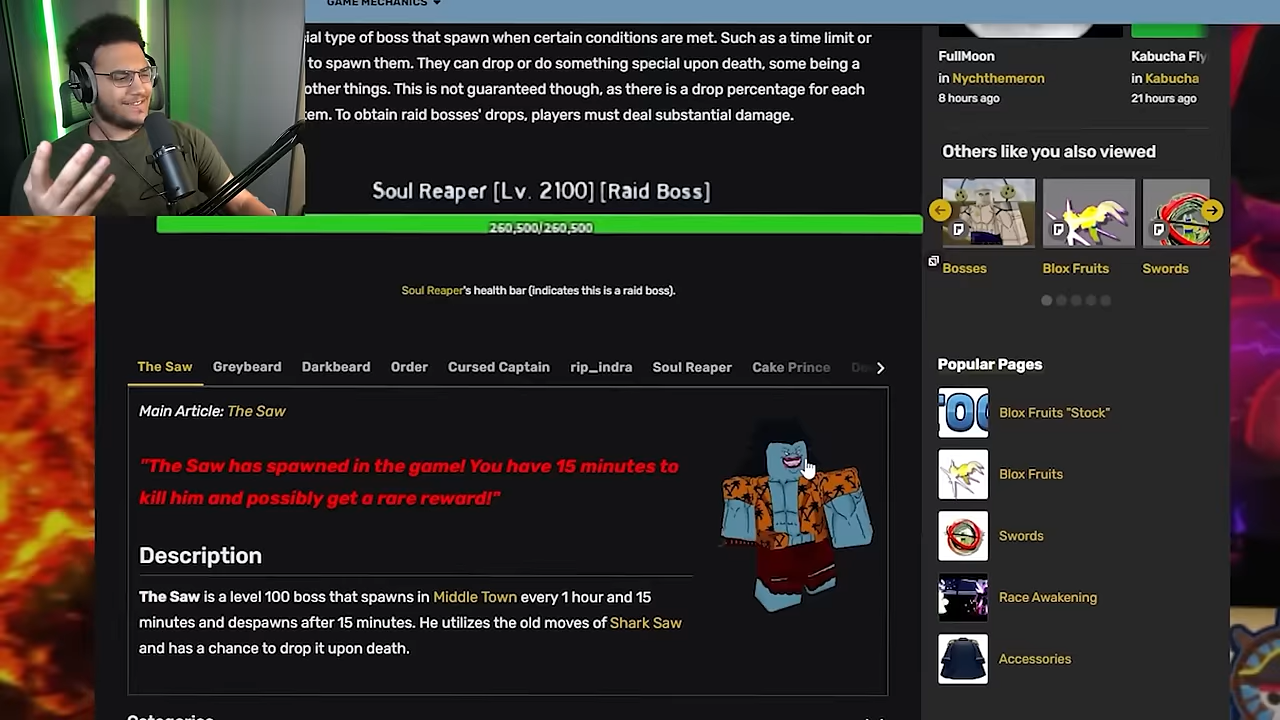 GAME MECHANICS
ial type of boss that spawn when certain conditions are met. Such as a time limit or
to spawn them. They can drop or do something special upon death, some being a
other things. This is not guaranteed though, as there is a drop percentage for each
em. To obtain raid bosses' drops, players must deal substantial damage.
Soul Reaper [Lv. 2100] [Raid Boss]
260,500/260,500
Soul Reaper's health bar (indicates this is a raid boss).
The Saw Greybeard Darkbeard Order Cursed Captain rip_indra Soul Reaper Cake Prince
Main Article: The Saw
"The Saw has spawned in the game! You have 15 minutes to
kill him and possibly get a rare reward!"
Description
The Saw is a level 100 boss that spawns in Middle Town every 1 hour and 15
minutes and despawns after 15 minutes. He utilizes the old moves of Shark Saw
and has a chance to drop it upon death.
FullMoon
in Nychthemeron
8 hours ago
Kabucha Fly
in Kabucha
21 hours ago
Others like you also viewed
Bosses
Blox Fruits
Swords
Popular Pages
Blox Fruits "Stock"
Blox Fruits
Swords
Race Awakening
Accessories